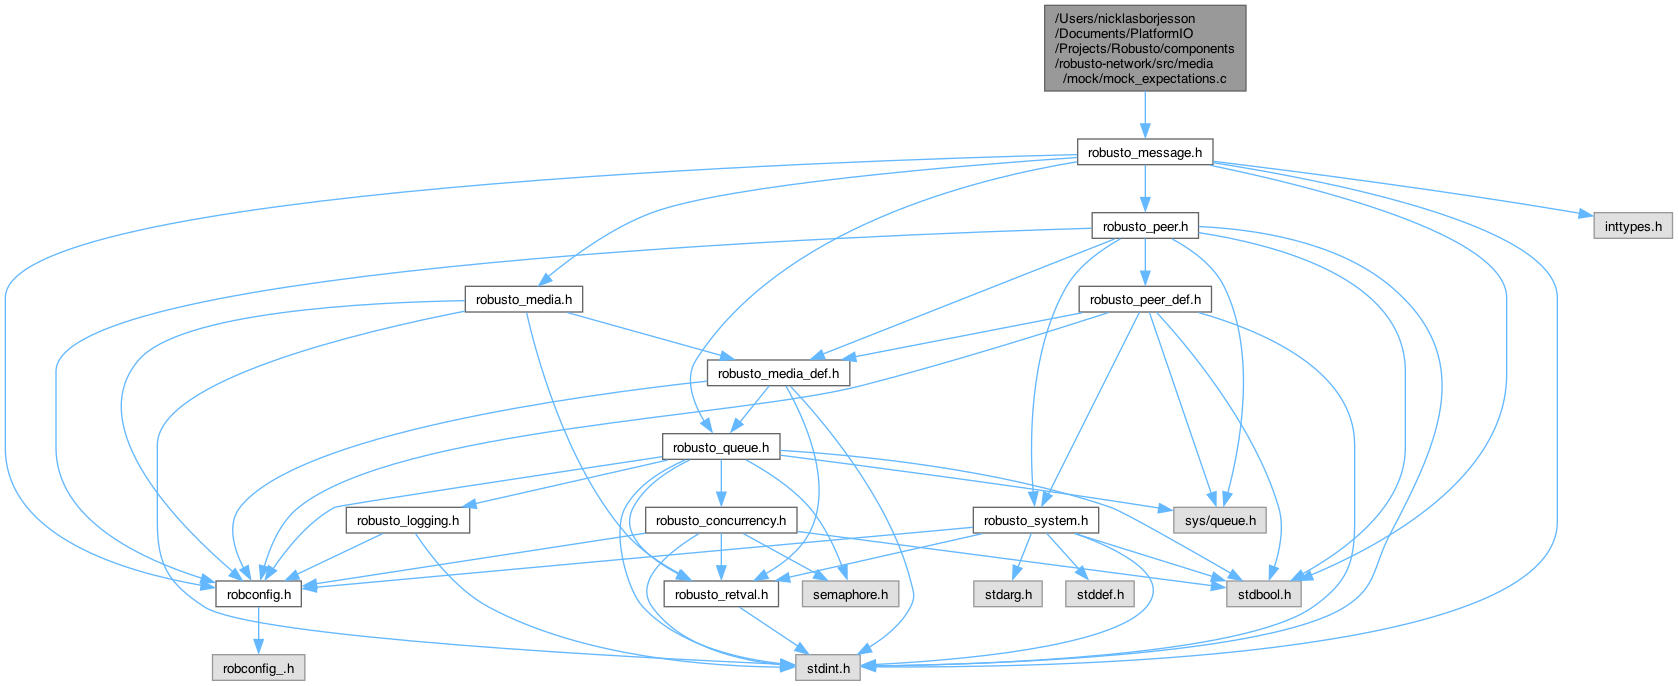 /Users/nicklasborjesson
/Documents/PlatformIO
/Projects/Robusto/components
/robusto-network/src/media
/mock/mock_expectations.c
robusto_message.h
robusto_peer.h
inttypes.h
robusto_media.h
robusto_peer_def.h
robusto_media_def.h
robusto_queue.h
robusto_logging.h
robusto_concurrency.h
robusto_system.h
sys/queue.h
robconfig.h
robusto_retval.h
semaphore.h
stdarg.h
stddef.h
stdbool.h
robconfig_.h
stdint.h